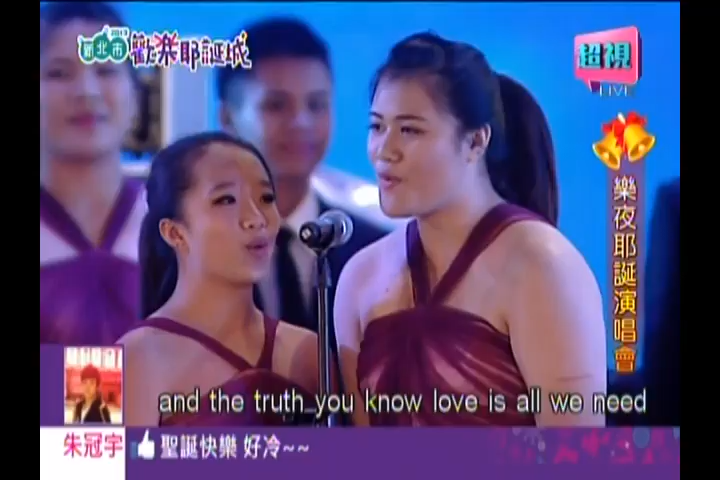 2013
新北市
歡樂耶誕城
超視
LIVE
樂夜耶誕演唱會
and the truth you know love is all we need
朱冠宇
聖誕快樂 好冷~~